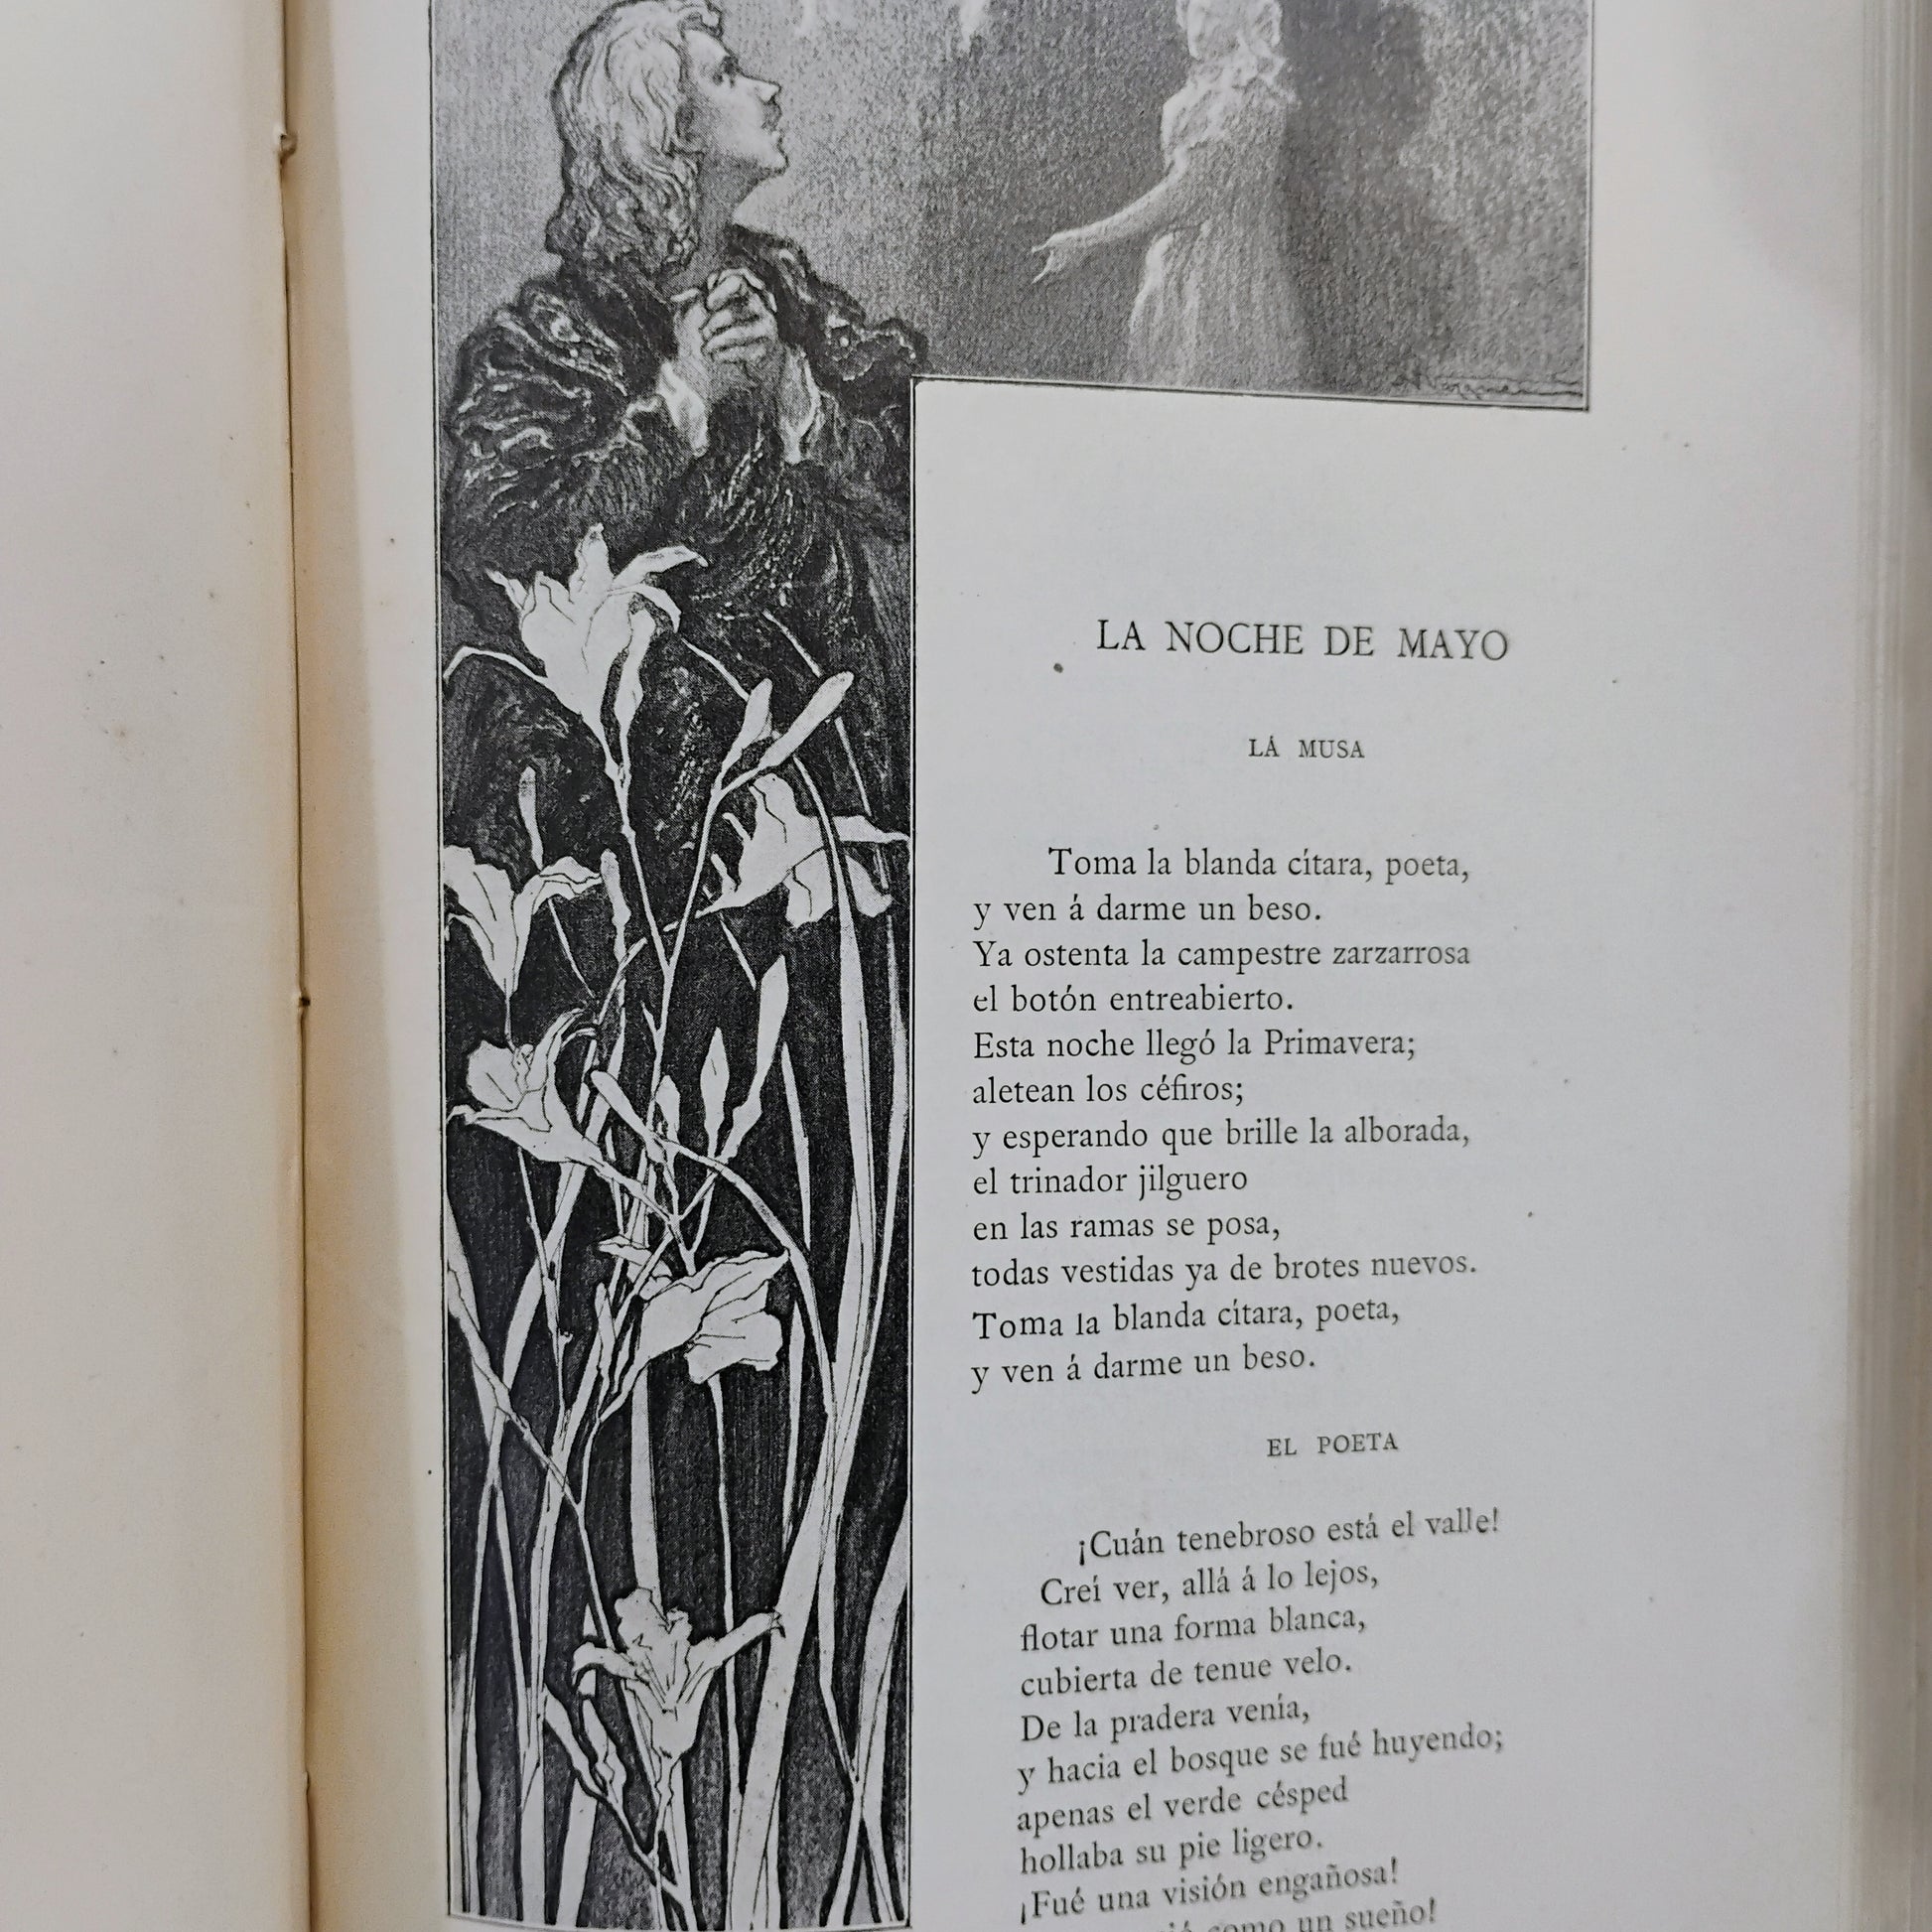 LA NOCHE DE MAYO
LÁ MUSA
Toma la blanda cítara, poeta,
y ven á darme un beso.
Ya ostenta la campestre zarzarrosa
el botón entreabierto.
Esta noche llegó la Primavera;
aletean los céfiros;
y esperando que brille la alborada,
el trinador jilguero
en las ramas se posa,
todas vestidas ya de brotes nuevos.
Toma la blanda cítara, poeta,
y ven á darme un beso.
EL POETA
¡Cuán tenebroso está el valle!
Creí ver, allá á lo lejos,
flotar una forma blanca,
cubierta de tenue velo.
De la pradera venía,
y hacia el bosque se fué huyendo;
apenas el verde césped
hollaba su pie ligero.
¡Fué una visión engañosa!
como un sueño!